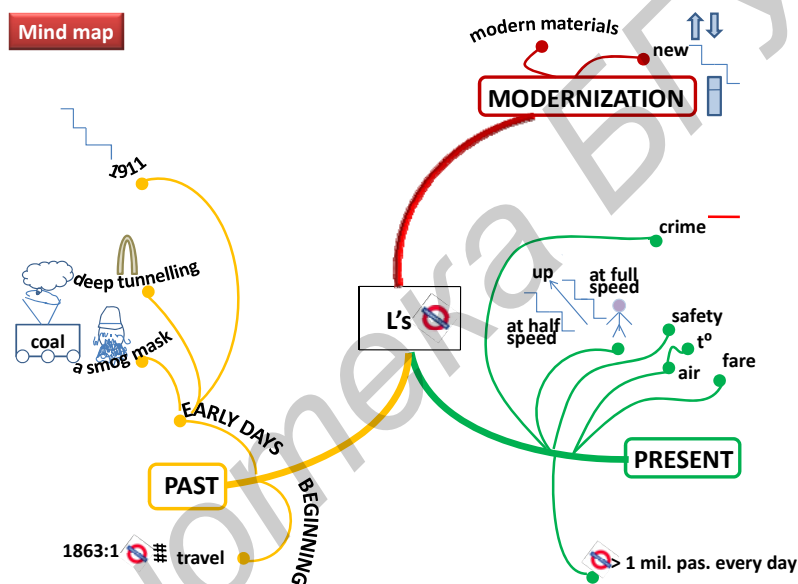 Mind map
modern materials
new
MODERNIZATION
1911
crime
deep tunnelling
up
at full
speed
L's
at half
speed
safety
t⁰
air
fare
coal
a smog mask
EARLY DAYS
PAST
BEGINNING
PRESENT
1863:1
travel
> 1 mil. pas. every day